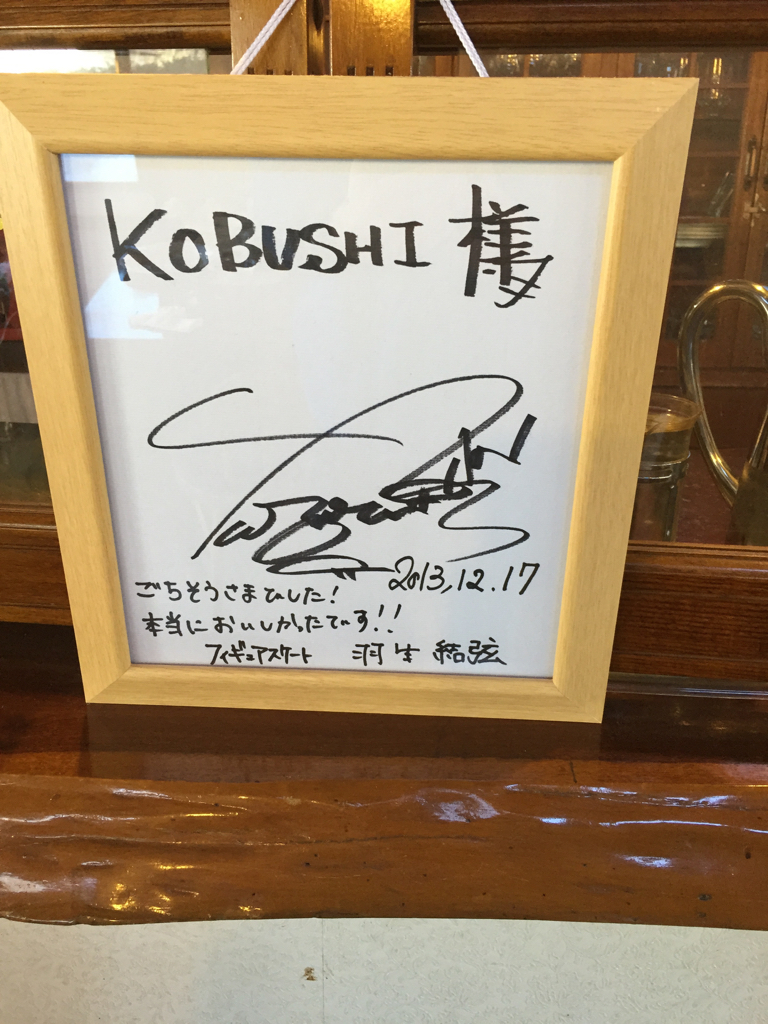 KOBUSHI 様
2013.12.17
ごちそうさまでした!
本当においしかったです!!
フィギュアスケート 羽生 結弦